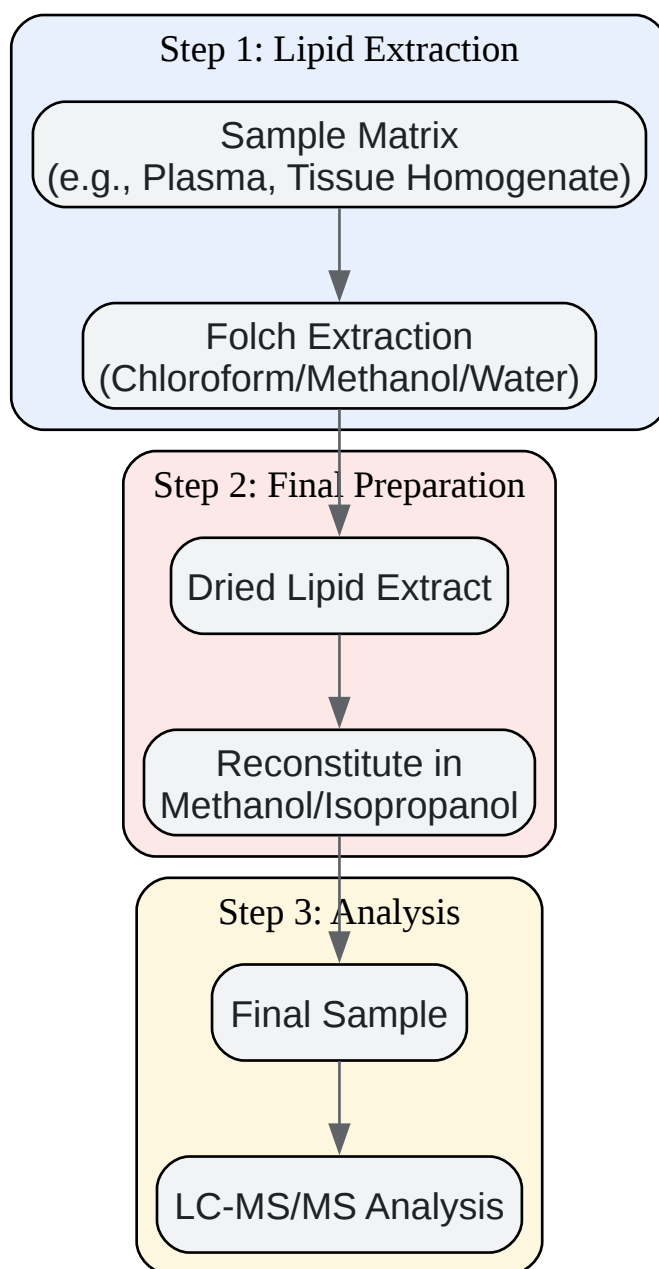 Step 1: Lipid Extraction
Sample Matrix
(e.g., Plasma, Tissue Homogenate)
Folch Extraction
(Chloroform/Methanol/Water)
Step 2: Final Preparation
Dried Lipid Extract
Reconstitute in
Methanol/Isopropanol
Step 3: Analysis
Final Sample
LC-MS/MS Analysis